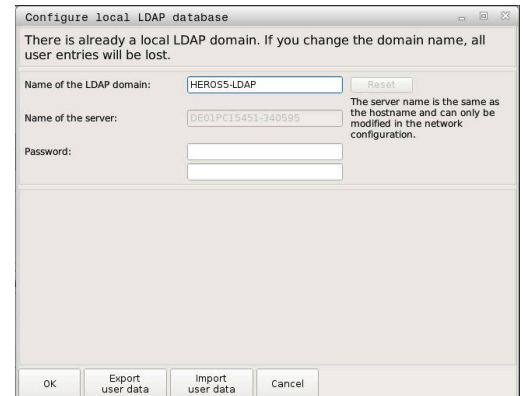 Configure local LDAP database
There is already a local LDAP domain. If you change the domain name, all
user entries will be lost.
Name of the LDAP domain:
HEROS5-LDAP
Reset
The server name is the same as
the hostname and can only be
modified in the network
configuration.
Name of the server:
DE01PC15451-340595
Password:
OK
Export
user data
Import
user data
Cancel